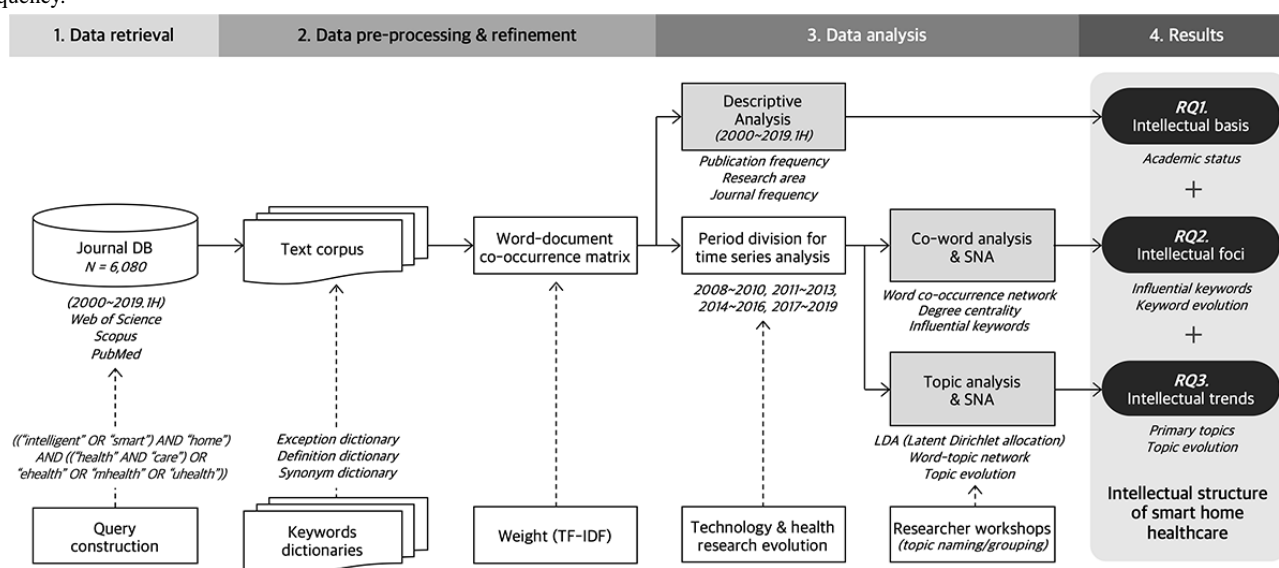 quency.
1. Data retrieval
2. Data pre-processing & refinement
3. Data analysis
4. Results
Descriptive
Analysis
(2000~2019.1H)
Publication frequency
Research area
Journal frequency
RQ1.
Intellectual basis
Academic status
+
Journal DB
N = 6,080
(2000~2019.1H)
Web of Science
Scopus
PubMed
Text corpus
Word-document
co-occurrence matrix
Period division for
time series analysis
2008~2010, 2011~2013,
2014~2016, 2017~2019
Co-word analysis
& SNA
Word co-occurrence network
Degree centrality
Influential keywords
RQ2.
Intellectual foci
Influential keywords
Keyword evolution
+
Topic analysis
& SNA
LDA (Latent Dirichlet allocation)
Word-topic network
Topic evolution
RQ3.
Intellectual trends
Primary topics
Topic evolution
(("intelligent" OR "smart") AND "home")
AND (("health" AND "care") OR
"ehealth" OR "mhealth" OR "uhealth"))
Exception dictionary
Definition dictionary
Synonym dictionary
Query
construction
Keywords
dictionaries
Weight (TF-IDF)
Technology & health
research evolution
Researcher workshops
(topic naming/grouping)
Intellectual structure
of smart home
healthcare